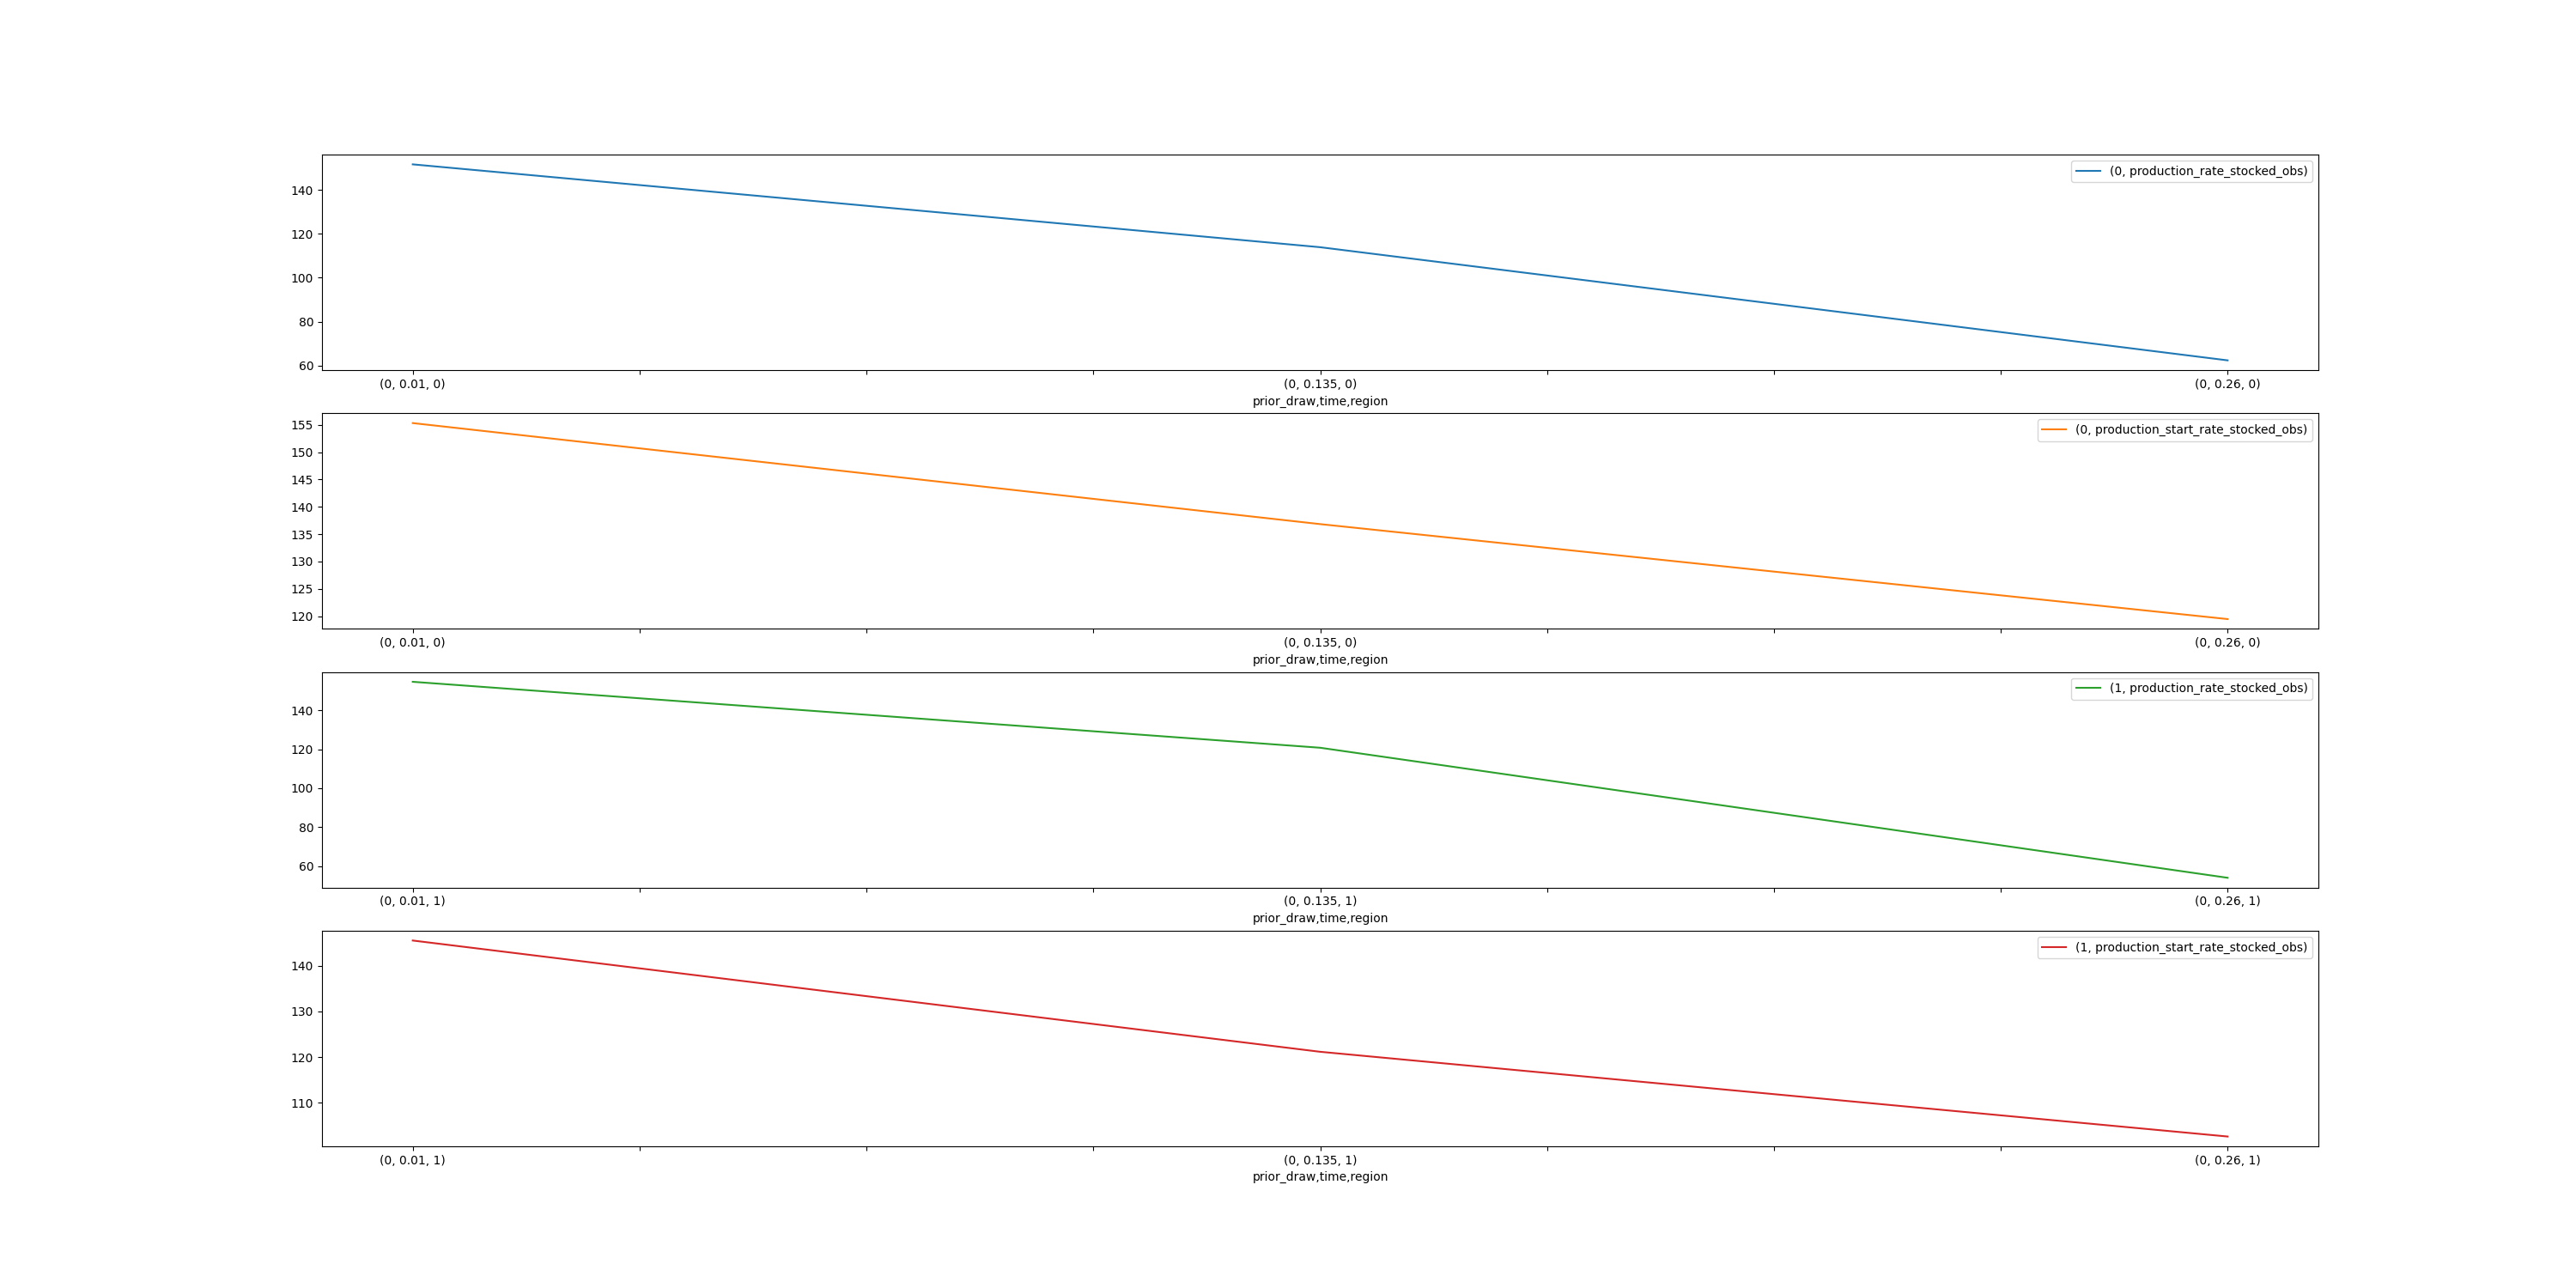 (0, production_rate_stocked_obs)
140
120
100
80
60
(0, 0.01, 0) (0, 0.135, 0) (0, 0.26, 0)
prior_draw,time,region
(0, production_start_rate_stocked_obs)
155
150
145
140
135
130
125
120
(0, 0.01, 0) (0, 0.135, 0) (0, 0.26, 0)
prior_draw,time,region
(1, production_rate_stocked_obs)
140
120
100
80
60
(0, 0.01, 1) (0, 0.135, 1) (0, 0.26, 1)
prior_draw,time,region
(1, production_start_rate_stocked_obs)
140
130
120
110
(0, 0.01, 1) (0, 0.135, 1) (0, 0.26, 1)
prior_draw,time,region